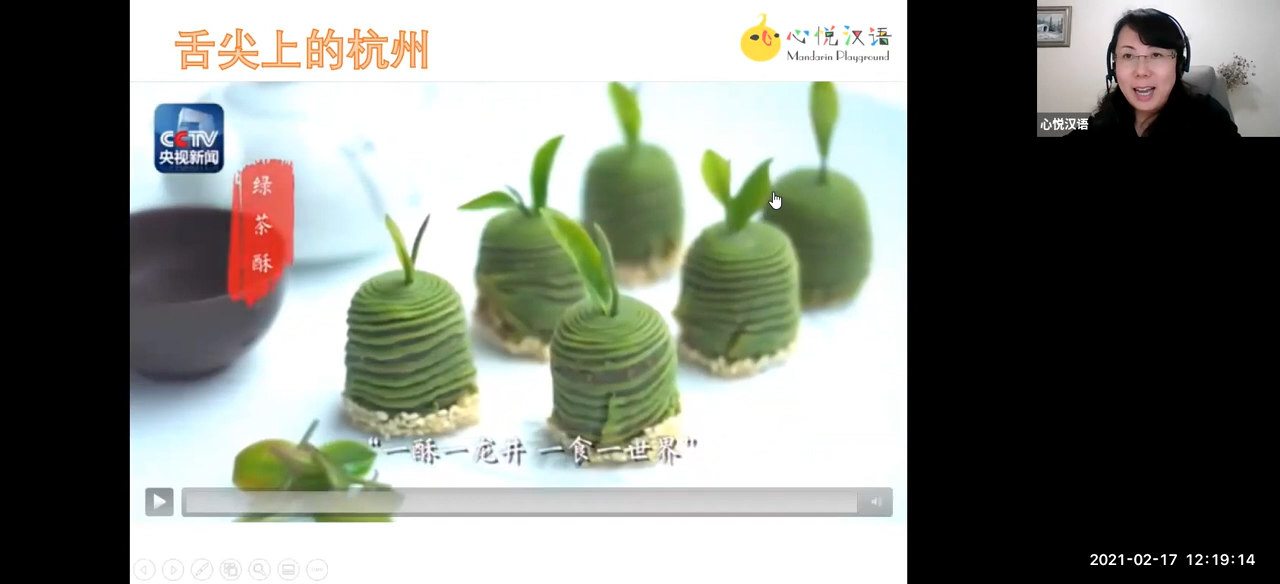 舌尖上的杭州
心悦汉语
Mandarin Playground
CCTV
央视新闻
绿茶酥
“一酥一龙井 一食一世界”
心悦汉语
2021-02-17 12:19:14